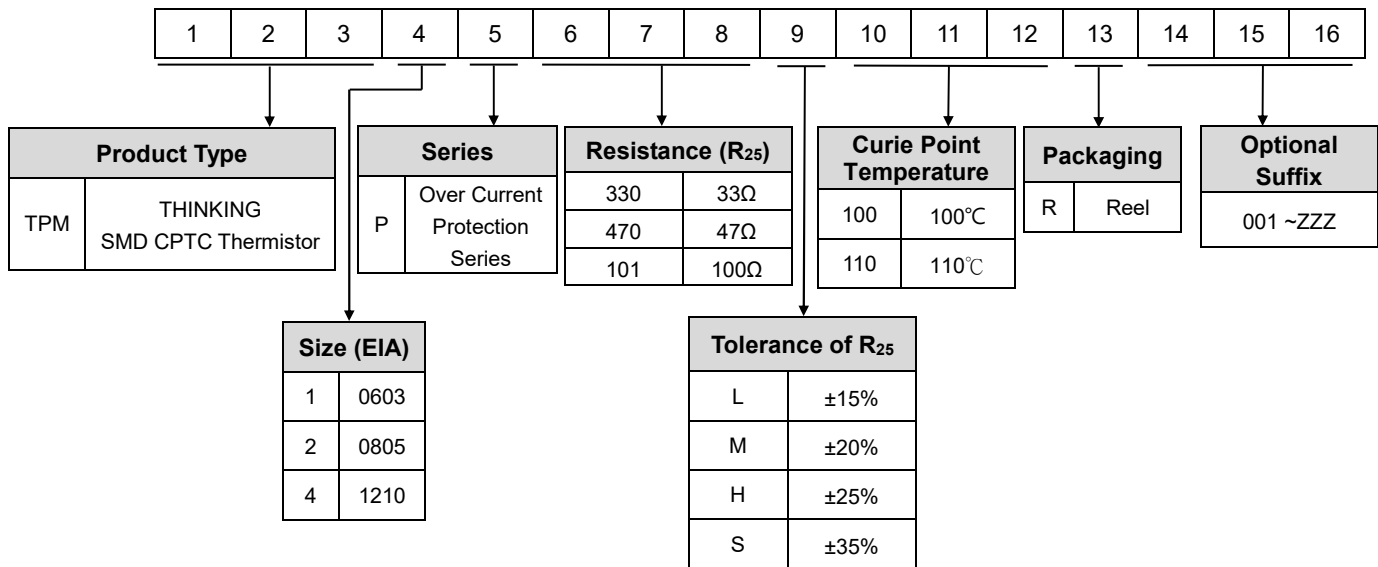 1 2 3 4 5 6 7 8 9 10 11 12 13 14 15 16
Product Type
TPM
THINKING
SMD CPTC Thermistor
Series
P
Over Current
Protection
Series
Resistance (R25)
330 33Ω
470 47Ω
101 100Ω
Curie Point
Temperature
100 100℃
110 110℃
Packaging
R Reel
Optional
Suffix
001 ~ZZZ
Size (EIA)
1 0603
2 0805
4 1210
Tolerance of R25
L ±15%
M ±20%
H ±25%
S ±35%